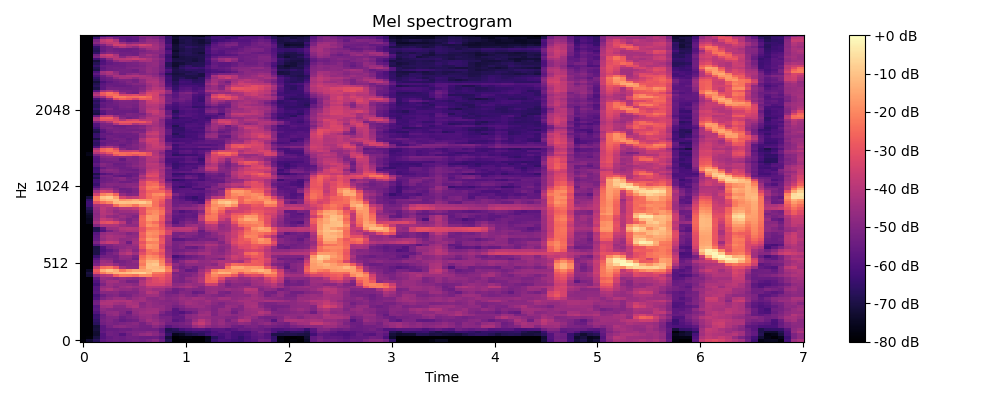 Mel spectrogram
+0 dB
-10 dB
-20 dB
-30 dB
-40 dB
-50 dB
-60 dB
-70 dB
-80 dB
Hz
2048
1024
512
0
0 1 2 3 4 5 6 7
Time